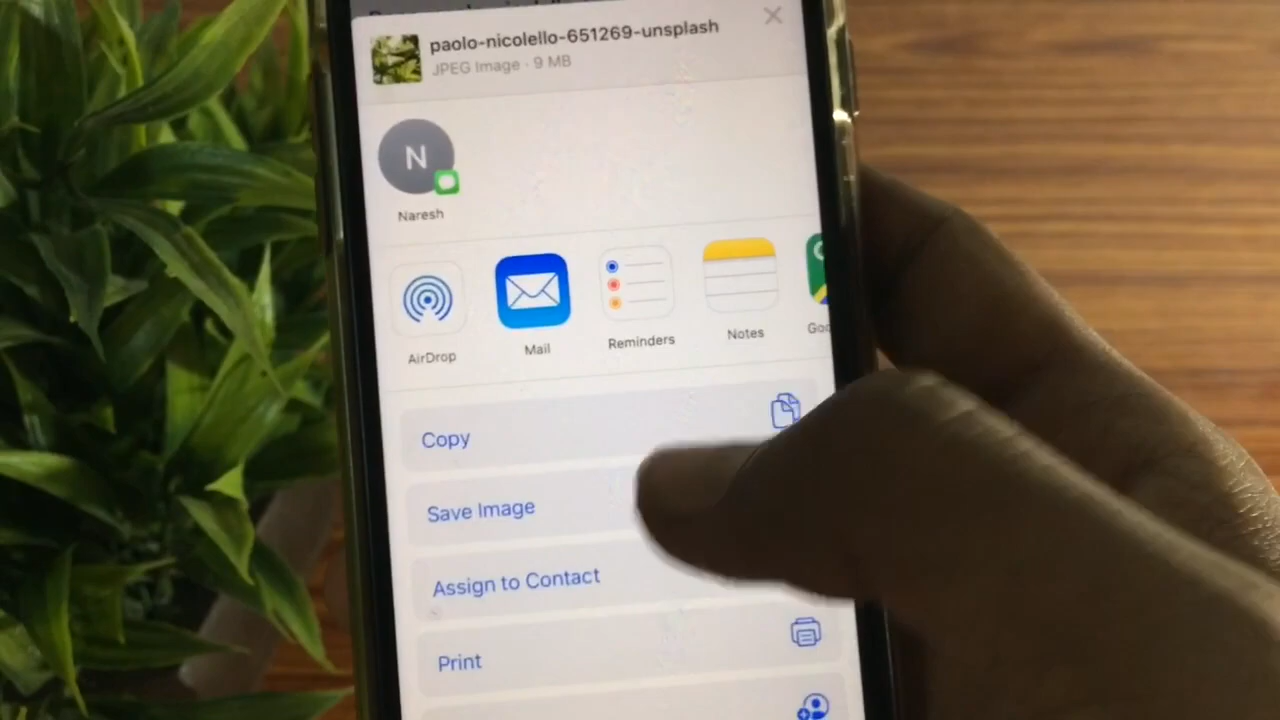 paolo-nicolello-651269-unsplash
JPEG Image · 9 MB
N
Naresh
AirDrop
Mail
Reminders
Notes
Goo
Copy
Save Image
Assign to Contact
Print